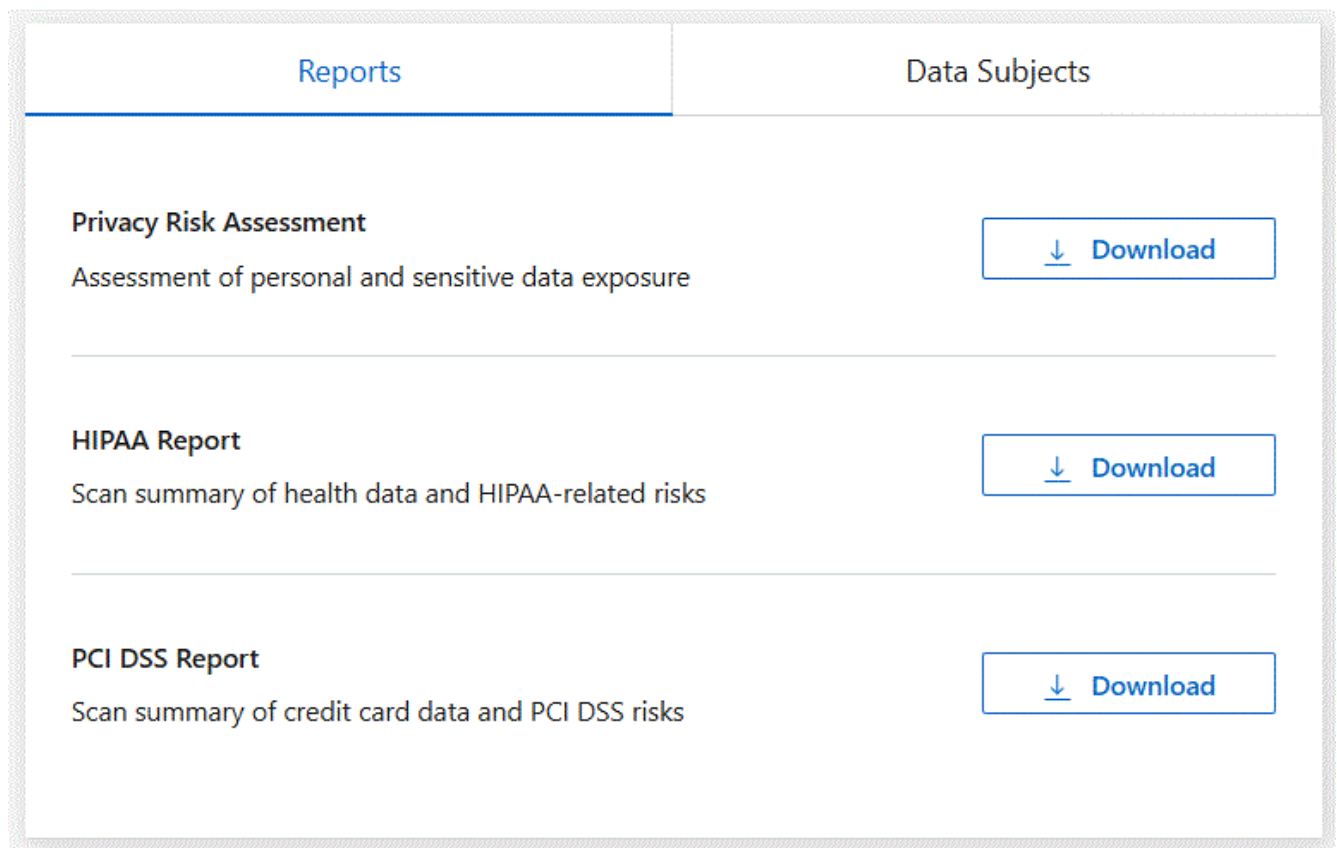 Reports
Data Subjects
Privacy Risk Assessment
Download
Assessment of personal and sensitive data exposure
HIPAA Report
Download
Scan summary of health data and HIPAA-related risks
PCI DSS Report
Download
Scan summary of credit card data and PCI DSS risks